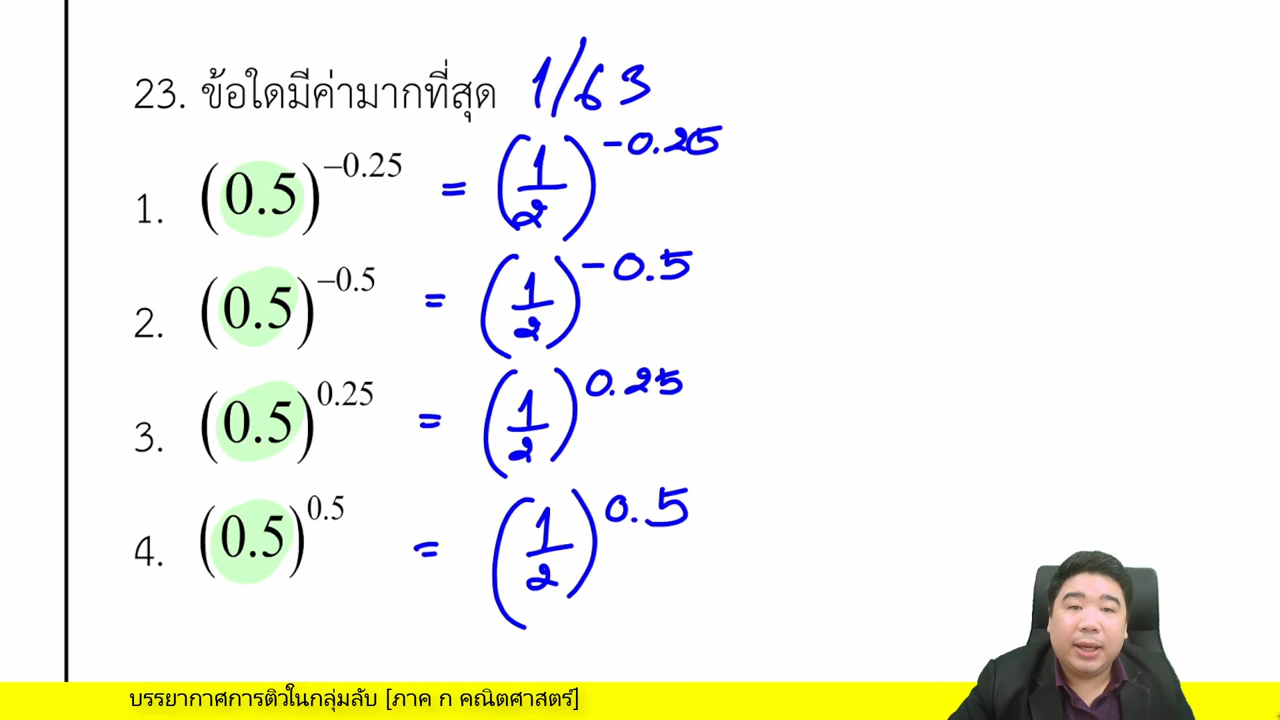 23. ข้อใดมีค่ามากที่สุด 1/63
1. (0.5)^{-0.25} = (1/2)^{-0.25}
2. (0.5)^{-0.5} = (1/2)^{-0.5}
3. (0.5)^{0.25} = (1/2)^{0.25}
4. (0.5)^{0.5} = (1/2)^{0.5}
บรรยากาศการติวในกลุ่มลับ [ภาค ก คณิตศาสตร์]